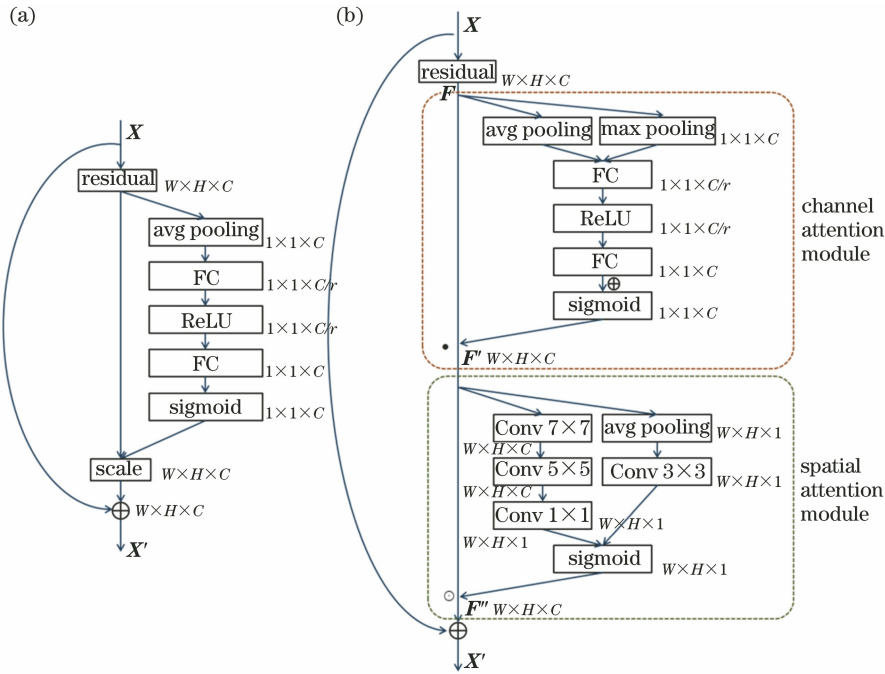 (a)
X
residual W×H×C
avg pooling 1×1×C
FC 1×1×C/r
ReLU 1×1×C/r
FC 1×1×C
sigmoid 1×1×C
scale W×H×C
⊕ W×H×C
X′
(b)
X
residual W×H×C
F
avg pooling max pooling 1×1×C
FC 1×1×C/r
ReLU 1×1×C/r
FC 1×1×C
⊕
sigmoid 1×1×C
channel
attention
module
• F′ W×H×C
Conv 7×7 avg pooling W×H×1
W×H×C
Conv 5×5 Conv 3×3 W×H×1
W×H×C
Conv 1×1 W×H×1
W×H×1
sigmoid W×H×1
spatial
attention
module
⊙ F″ W×H×C
⊕
X′